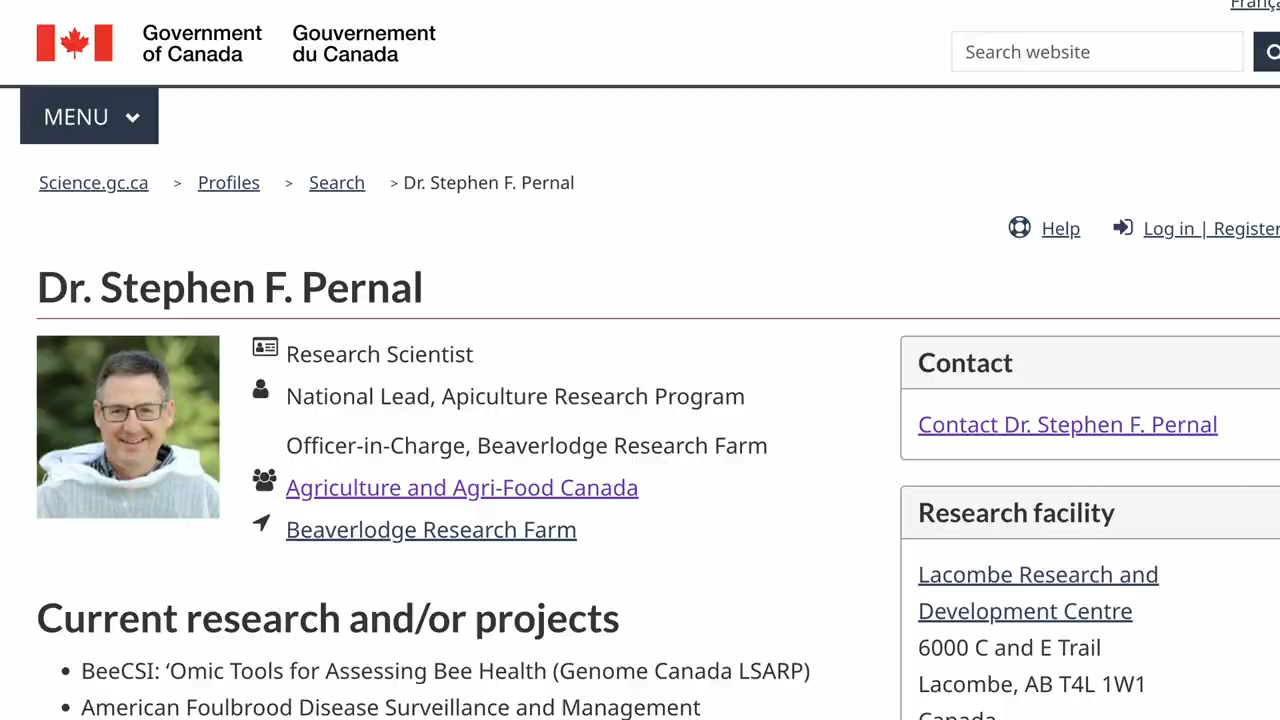 Government
of Canada
Gouvernement
du Canada
Search website
MENU
Science.gc.ca > Profiles > Search > Dr. Stephen F. Pernal
Help
Log in | Register
Dr. Stephen F. Pernal
Research Scientist
National Lead, Apiculture Research Program
Officer-in-Charge, Beaverlodge Research Farm
Agriculture and Agri-Food Canada
Beaverlodge Research Farm
Current research and/or projects
• BeeCSI: ‘Omic Tools for Assessing Bee Health (Genome Canada LSARP)
• American Foulbrood Disease Surveillance and Management
Contact
Contact Dr. Stephen F. Pernal
Research facility
Lacombe Research and
Development Centre
6000 C and E Trail
Lacombe, AB T4L 1W1
Canada